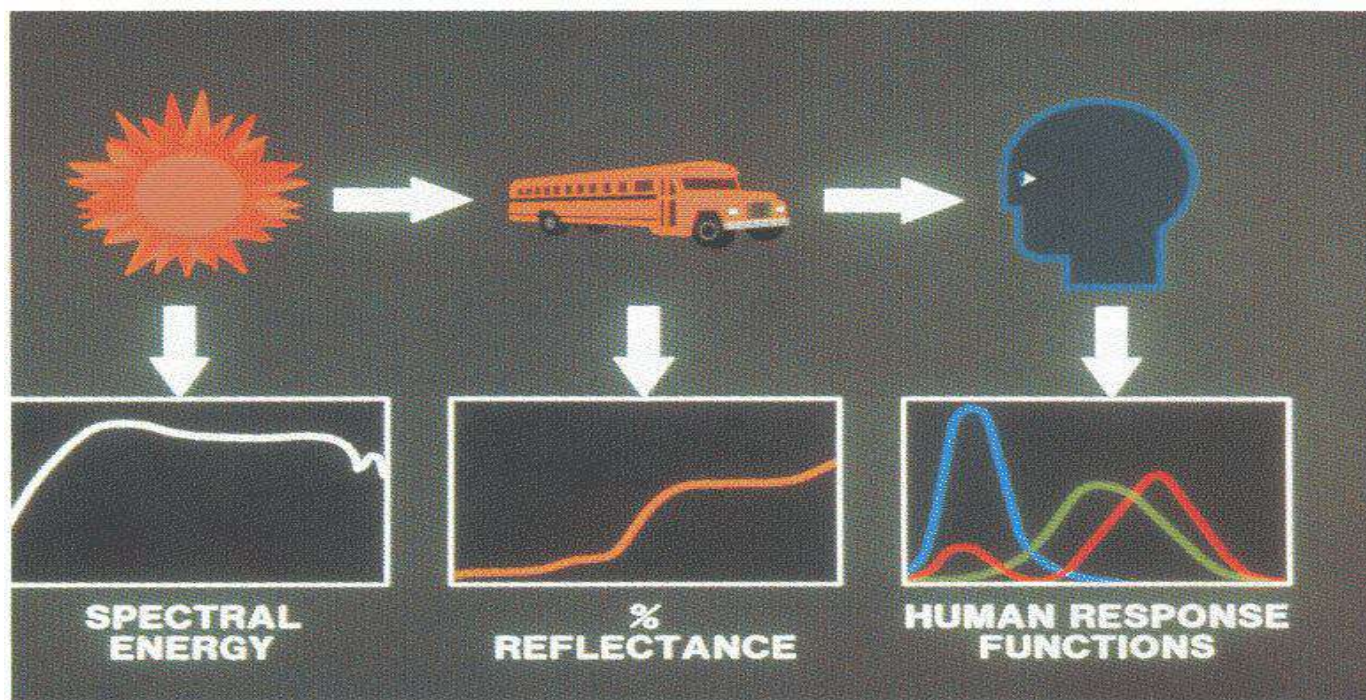 SPECTRAL
ENERGY
%
REFLECTANCE
HUMAN RESPONSE
FUNCTIONS